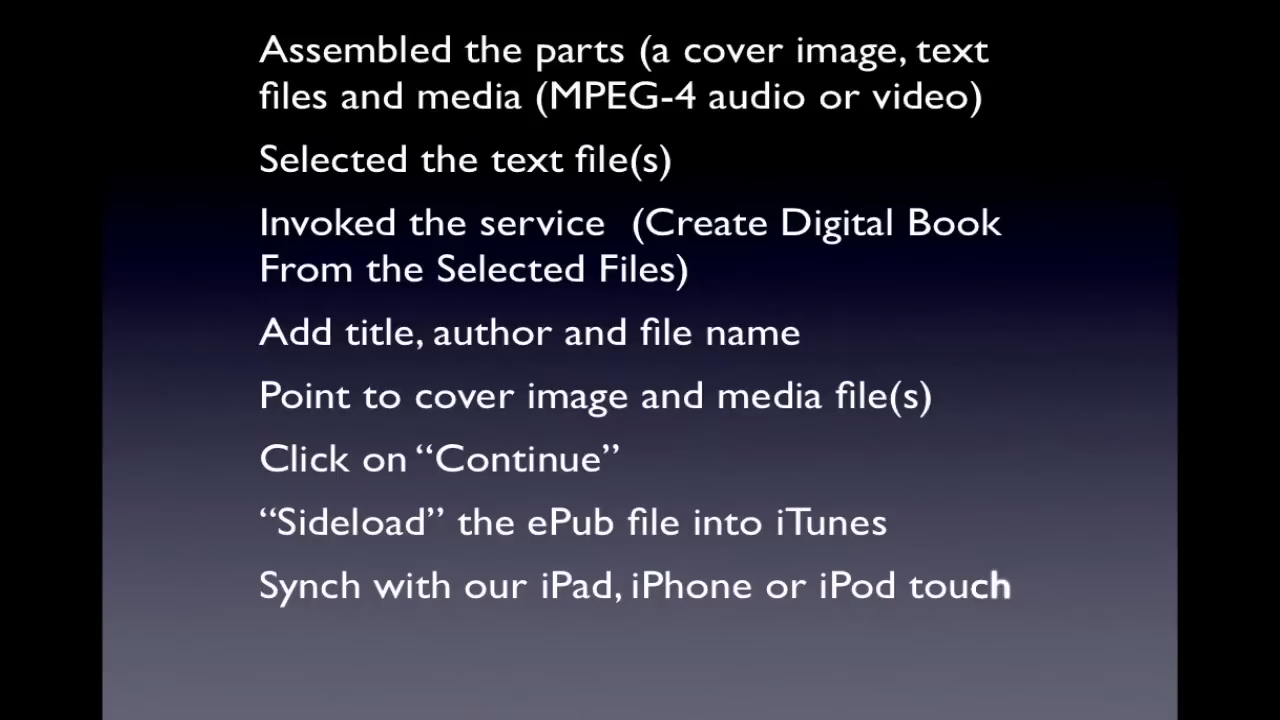 Assembled the parts (a cover image, text
files and media (MPEG-4 audio or video)
Selected the text file(s)
Invoked the service (Create Digital Book
From the Selected Files)
Add title, author and file name
Point to cover image and media file(s)
Click on “Continue”
“Sideload” the ePub file into iTunes
Synch with our iPad, iPhone or iPod touch